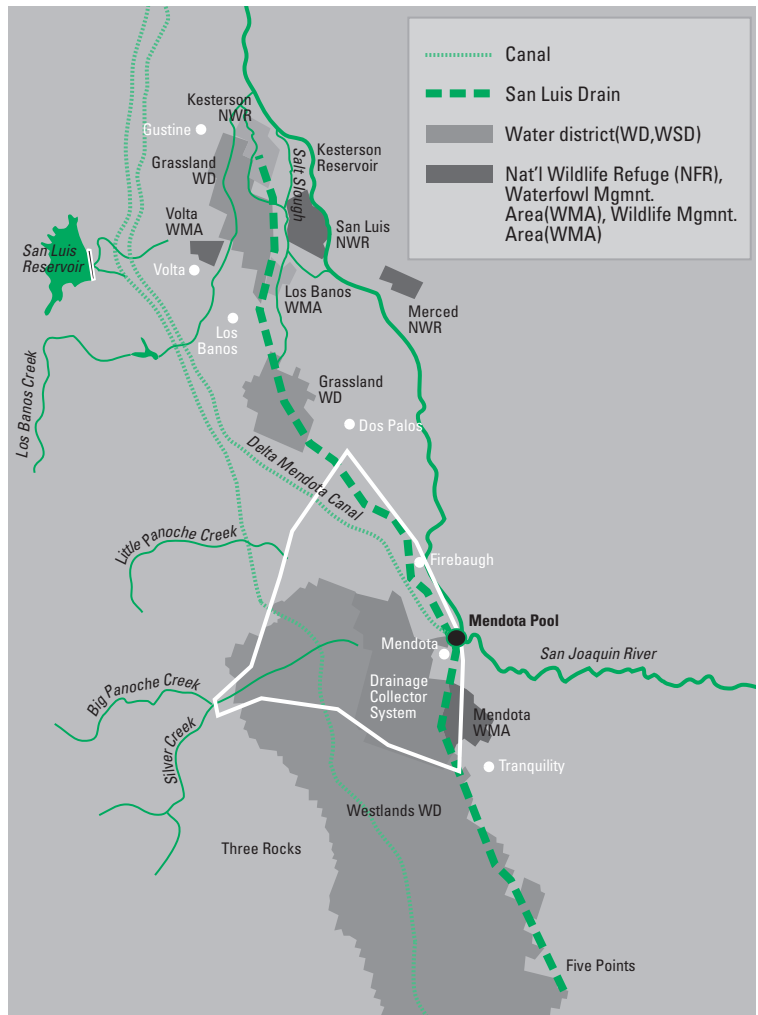 Canal
San Luis Drain
Water district(WD,WSD)
Nat'l Wildlife Refuge (NFR),
Waterfowl Mgmnt.
Area(WMA), Wildlife Mgmnt.
Area(WMA)
Kesterson
NWR
Gustine
Grassland
WD
Salt Slough
Kesterson
Reservoir
Volta
WMA
San Luis
NWR
San Luis
Reservoir
Volta
Los Banos
WMA
Merced
NWR
Los
Banos
Los Banos Creek
Grassland
WD
Dos Palos
Delta Mendota Canal
Little Panoche Creek
Firebaugh
Mendota Pool
Mendota
San Joaquin River
Drainage
Collector
System
Big Panoche Creek
Mendota
WMA
Silver Creek
Tranquility
Westlands WD
Three Rocks
Five Points